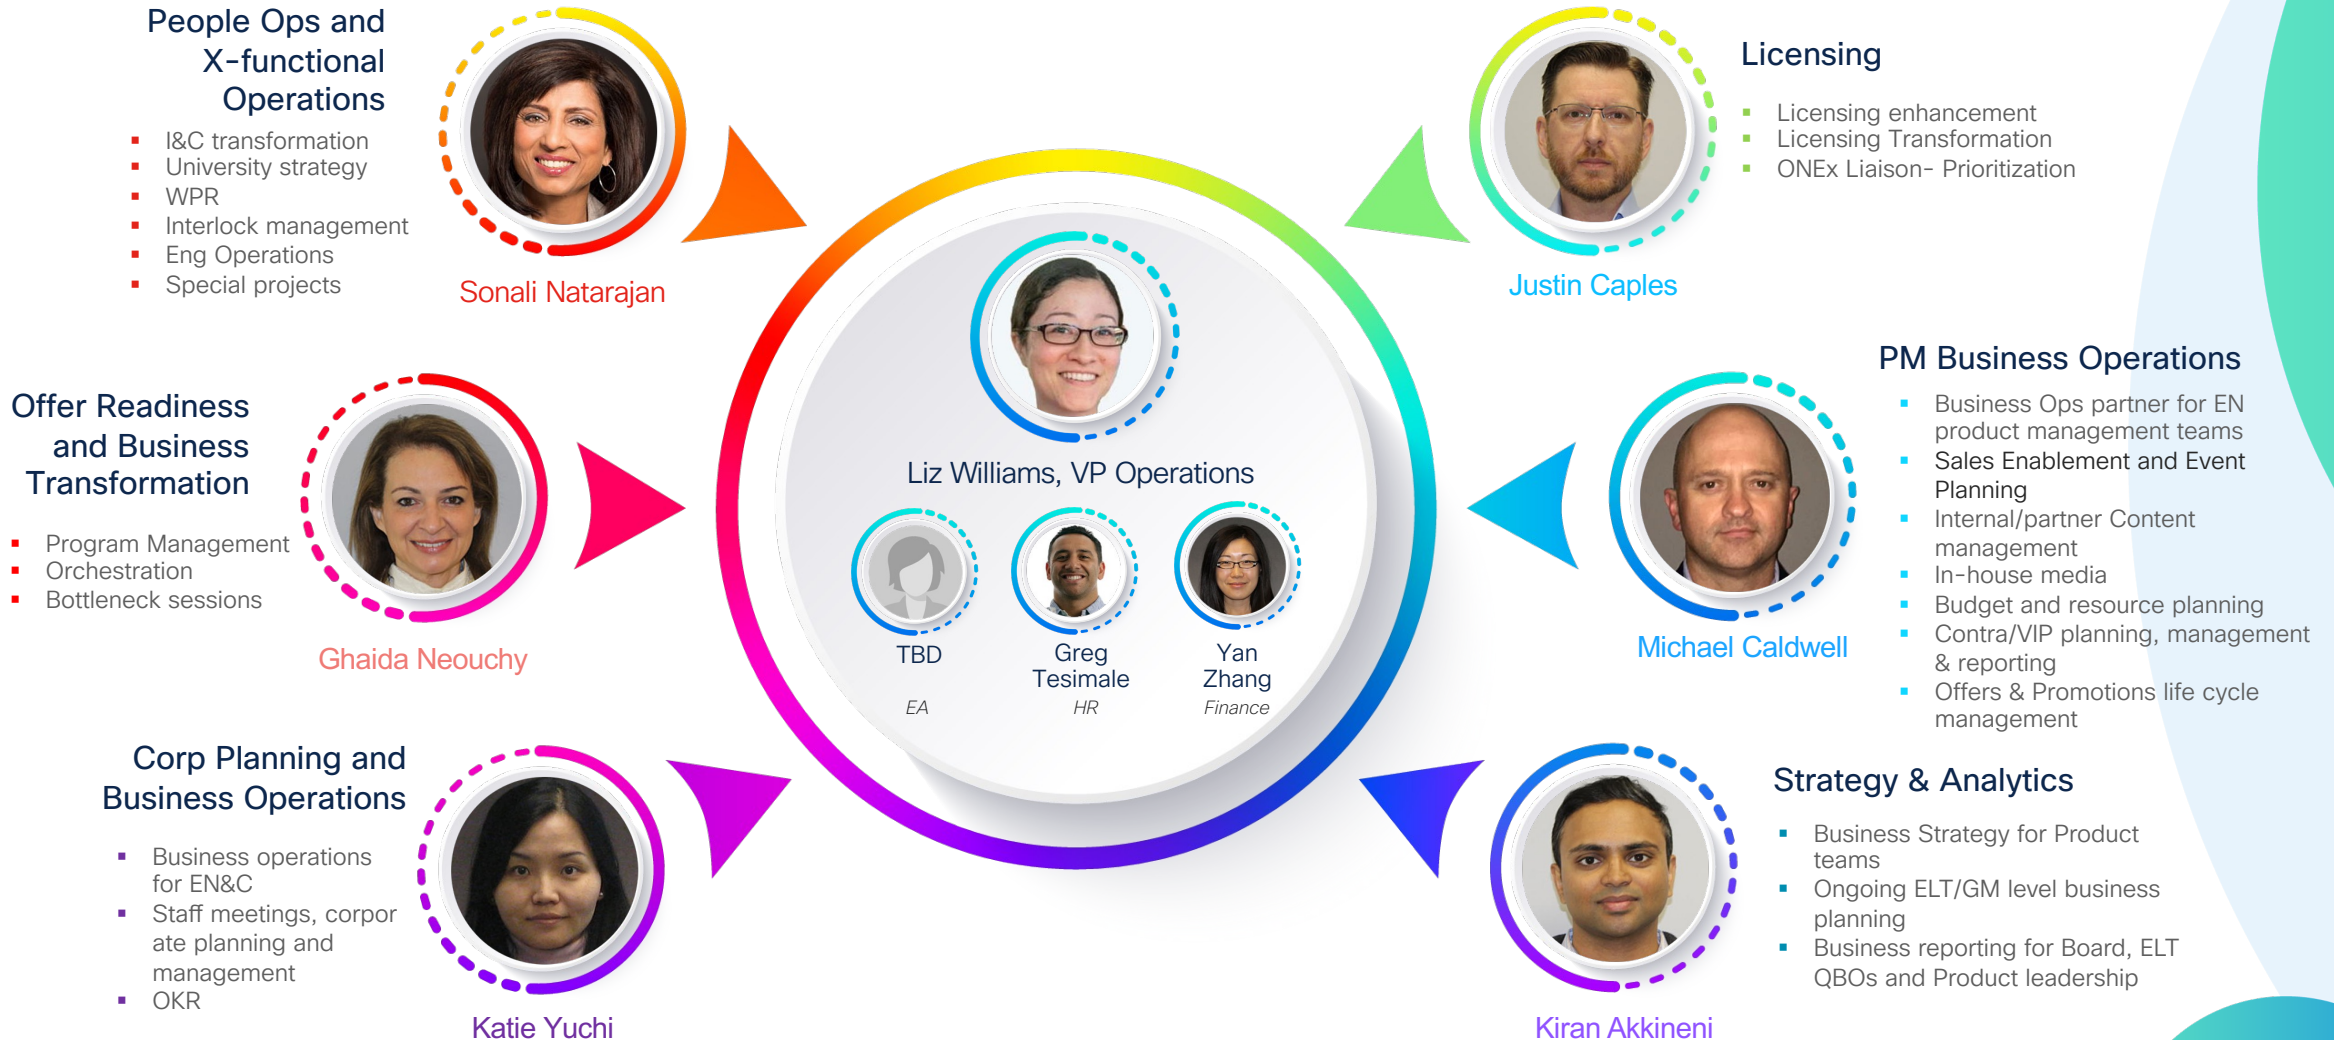 People Ops and
X-functional
Operations
▪ I&C transformation
▪ University strategy
▪ WPR
▪ Interlock management
▪ Eng Operations
▪ Special projects
Sonali Natarajan
Licensing
▪ Licensing enhancement
▪ Licensing Transformation
▪ ONEx Liaison- Prioritization
Justin Caples
Offer Readiness
and Business
Transformation
▪ Program Management
▪ Orchestration
▪ Bottleneck sessions
Ghaida Neouchy
Liz Williams, VP Operations
TBD
EA
Greg
Tesimale
HR
Yan
Zhang
Finance
PM Business Operations
▪ Business Ops partner for EN
product management teams
▪ Sales Enablement and Event
Planning
▪ Internal/partner Content
management
▪ In-house media
▪ Budget and resource planning
▪ Contra/VIP planning, management
& reporting
▪ Offers & Promotions life cycle
management
Michael Caldwell
Corp Planning and
Business Operations
▪ Business operations
for EN&C
▪ Staff meetings, corpor
ate planning and
management
▪ OKR
Katie Yuchi
Strategy & Analytics
▪ Business Strategy for Product
teams
▪ Ongoing ELT/GM level business
planning
▪ Business reporting for Board, ELT
QBOs and Product leadership
Kiran Akkineni